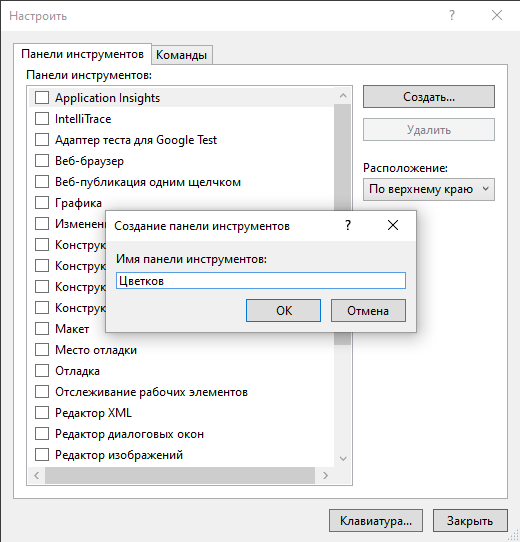 Настроить
?
Панели инструментов Команды
Панели инструментов:
Application Insights
IntelliTrace
Адаптер теста для Google Test
Веб-браузер
Веб-публикация одним щелчком
Графика
Изменени
Конструк
Конструк
Конструк
Конструк
Макет
Место отладки
Отладка
Отслеживание рабочих элементов
Редактор XML
Редактор диалоговых окон
Редактор изображений
Создать...
Удалить
Расположение:
По верхнему краю
Создание панели инструментов ?
Имя панели инструментов:
Цветков
ОК Отмена
Клавиатура... Закрыть